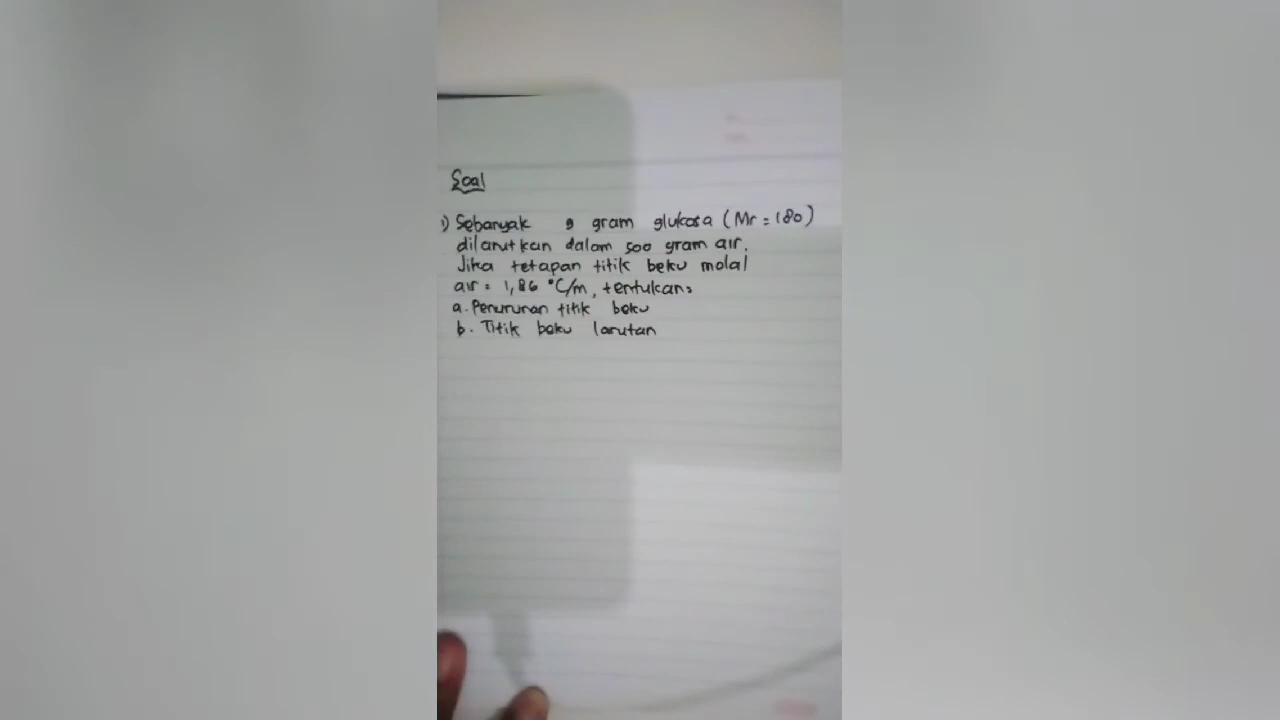 Soal
1) Sebanyak 9 gram glukosa (Mr = 180)
dilarutkan dalam 500 gram air.
Jika tetapan titik beku molal
air = 1,86 °C/m, tentukan:
a. Penurunan titik beku
b. Titik beku larutan